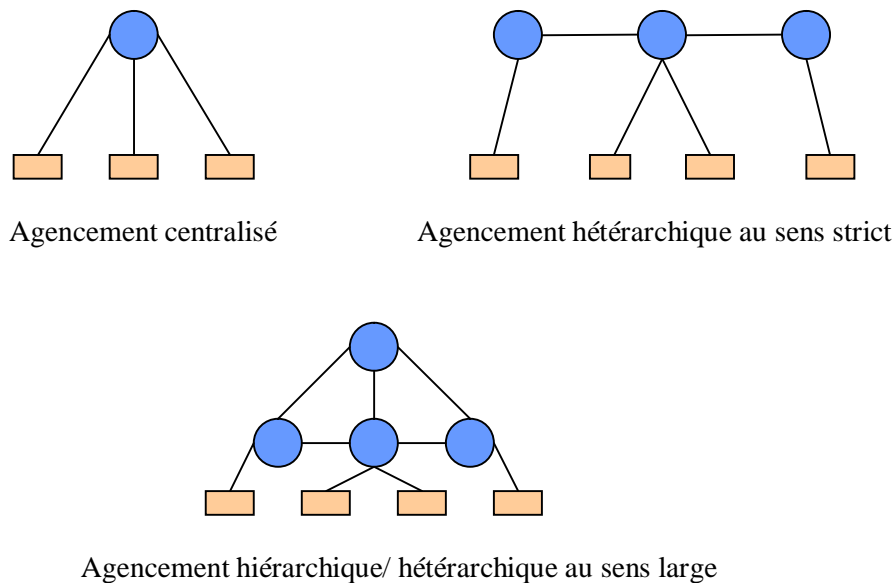 Agencement centralisé
Agencement hétérarchique au sens strict
Agencement hiérarchique/ hétérarchique au sens large